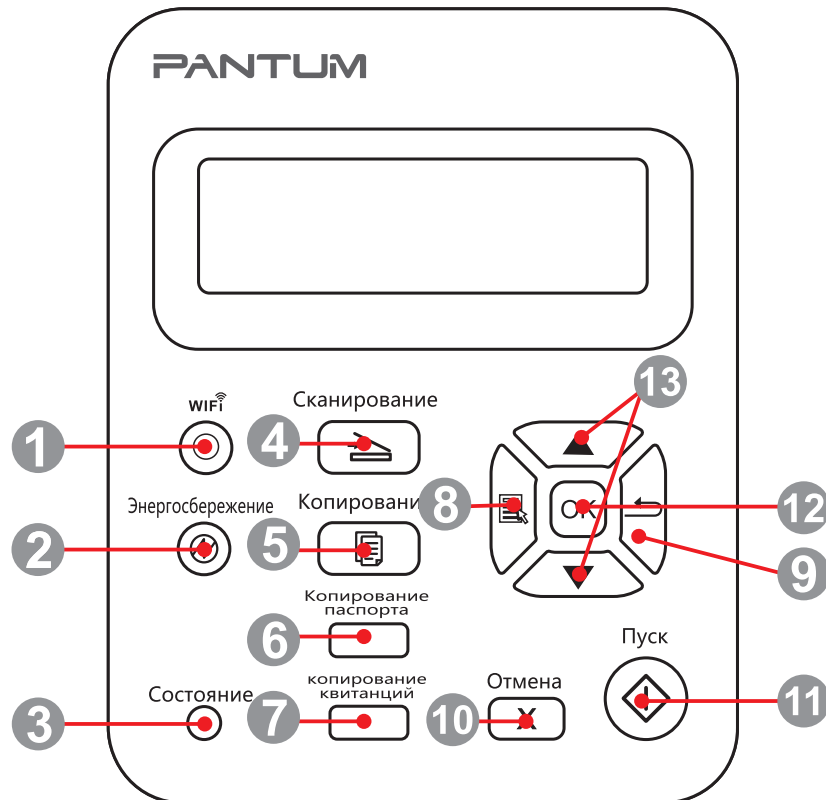 PANTUM
13
WIFI
Сканирование
1
4
8
OK
12
Энергосбережение
Копировани
2
5
9
Копирование
паспорта
6
Пуск
копирование
квитанций
Отмена
Состояние
3
7
10
X
11